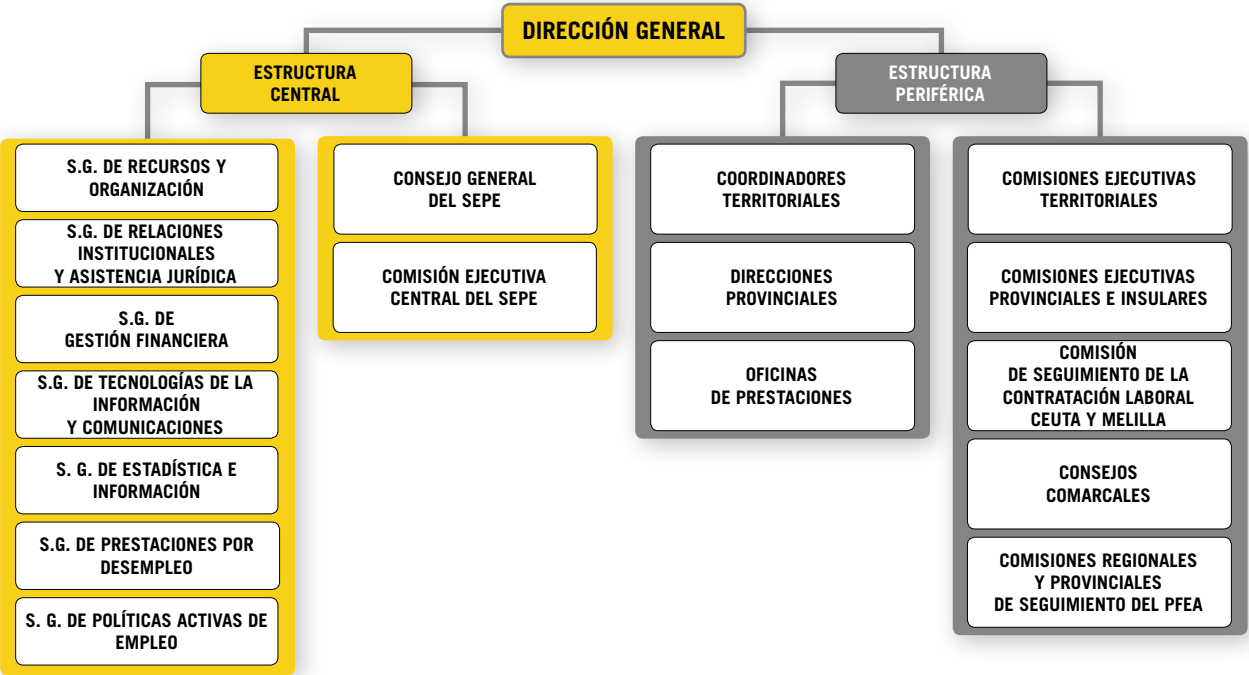 DIRECCIÓN GENERAL
ESTRUCTURA
CENTRAL
ESTRUCTURA
PERIFÉRICA
S.G. DE RECURSOS Y
ORGANIZACIÓN
S.G. DE RELACIONES
INSTITUCIONALES
Y ASISTENCIA JURÍDICA
S.G. DE
GESTIÓN FINANCIERA
S.G. DE TECNOLOGÍAS DE LA
INFORMACIÓN
Y COMUNICACIONES
S. G. DE ESTADÍSTICA E
INFORMACIÓN
S.G. DE PRESTACIONES POR
DESEMPLEO
S. G. DE POLÍTICAS ACTIVAS DE
EMPLEO
CONSEJO GENERAL
DEL SEPE
COMISIÓN EJECUTIVA
CENTRAL DEL SEPE
COORDINADORES
TERRITORIALES
DIRECCIONES
PROVINCIALES
OFICINAS
DE PRESTACIONES
COMISIONES EJECUTIVAS
TERRITORIALES
COMISIONES EJECUTIVAS
PROVINCIALES E INSULARES
COMISIÓN
DE SEGUIMIENTO DE LA
CONTRATACIÓN LABORAL
CEUTA Y MELILLA
CONSEJOS
COMARCALES
COMISIONES REGIONALES
Y PROVINCIALES
DE SEGUIMIENTO DEL PFEA